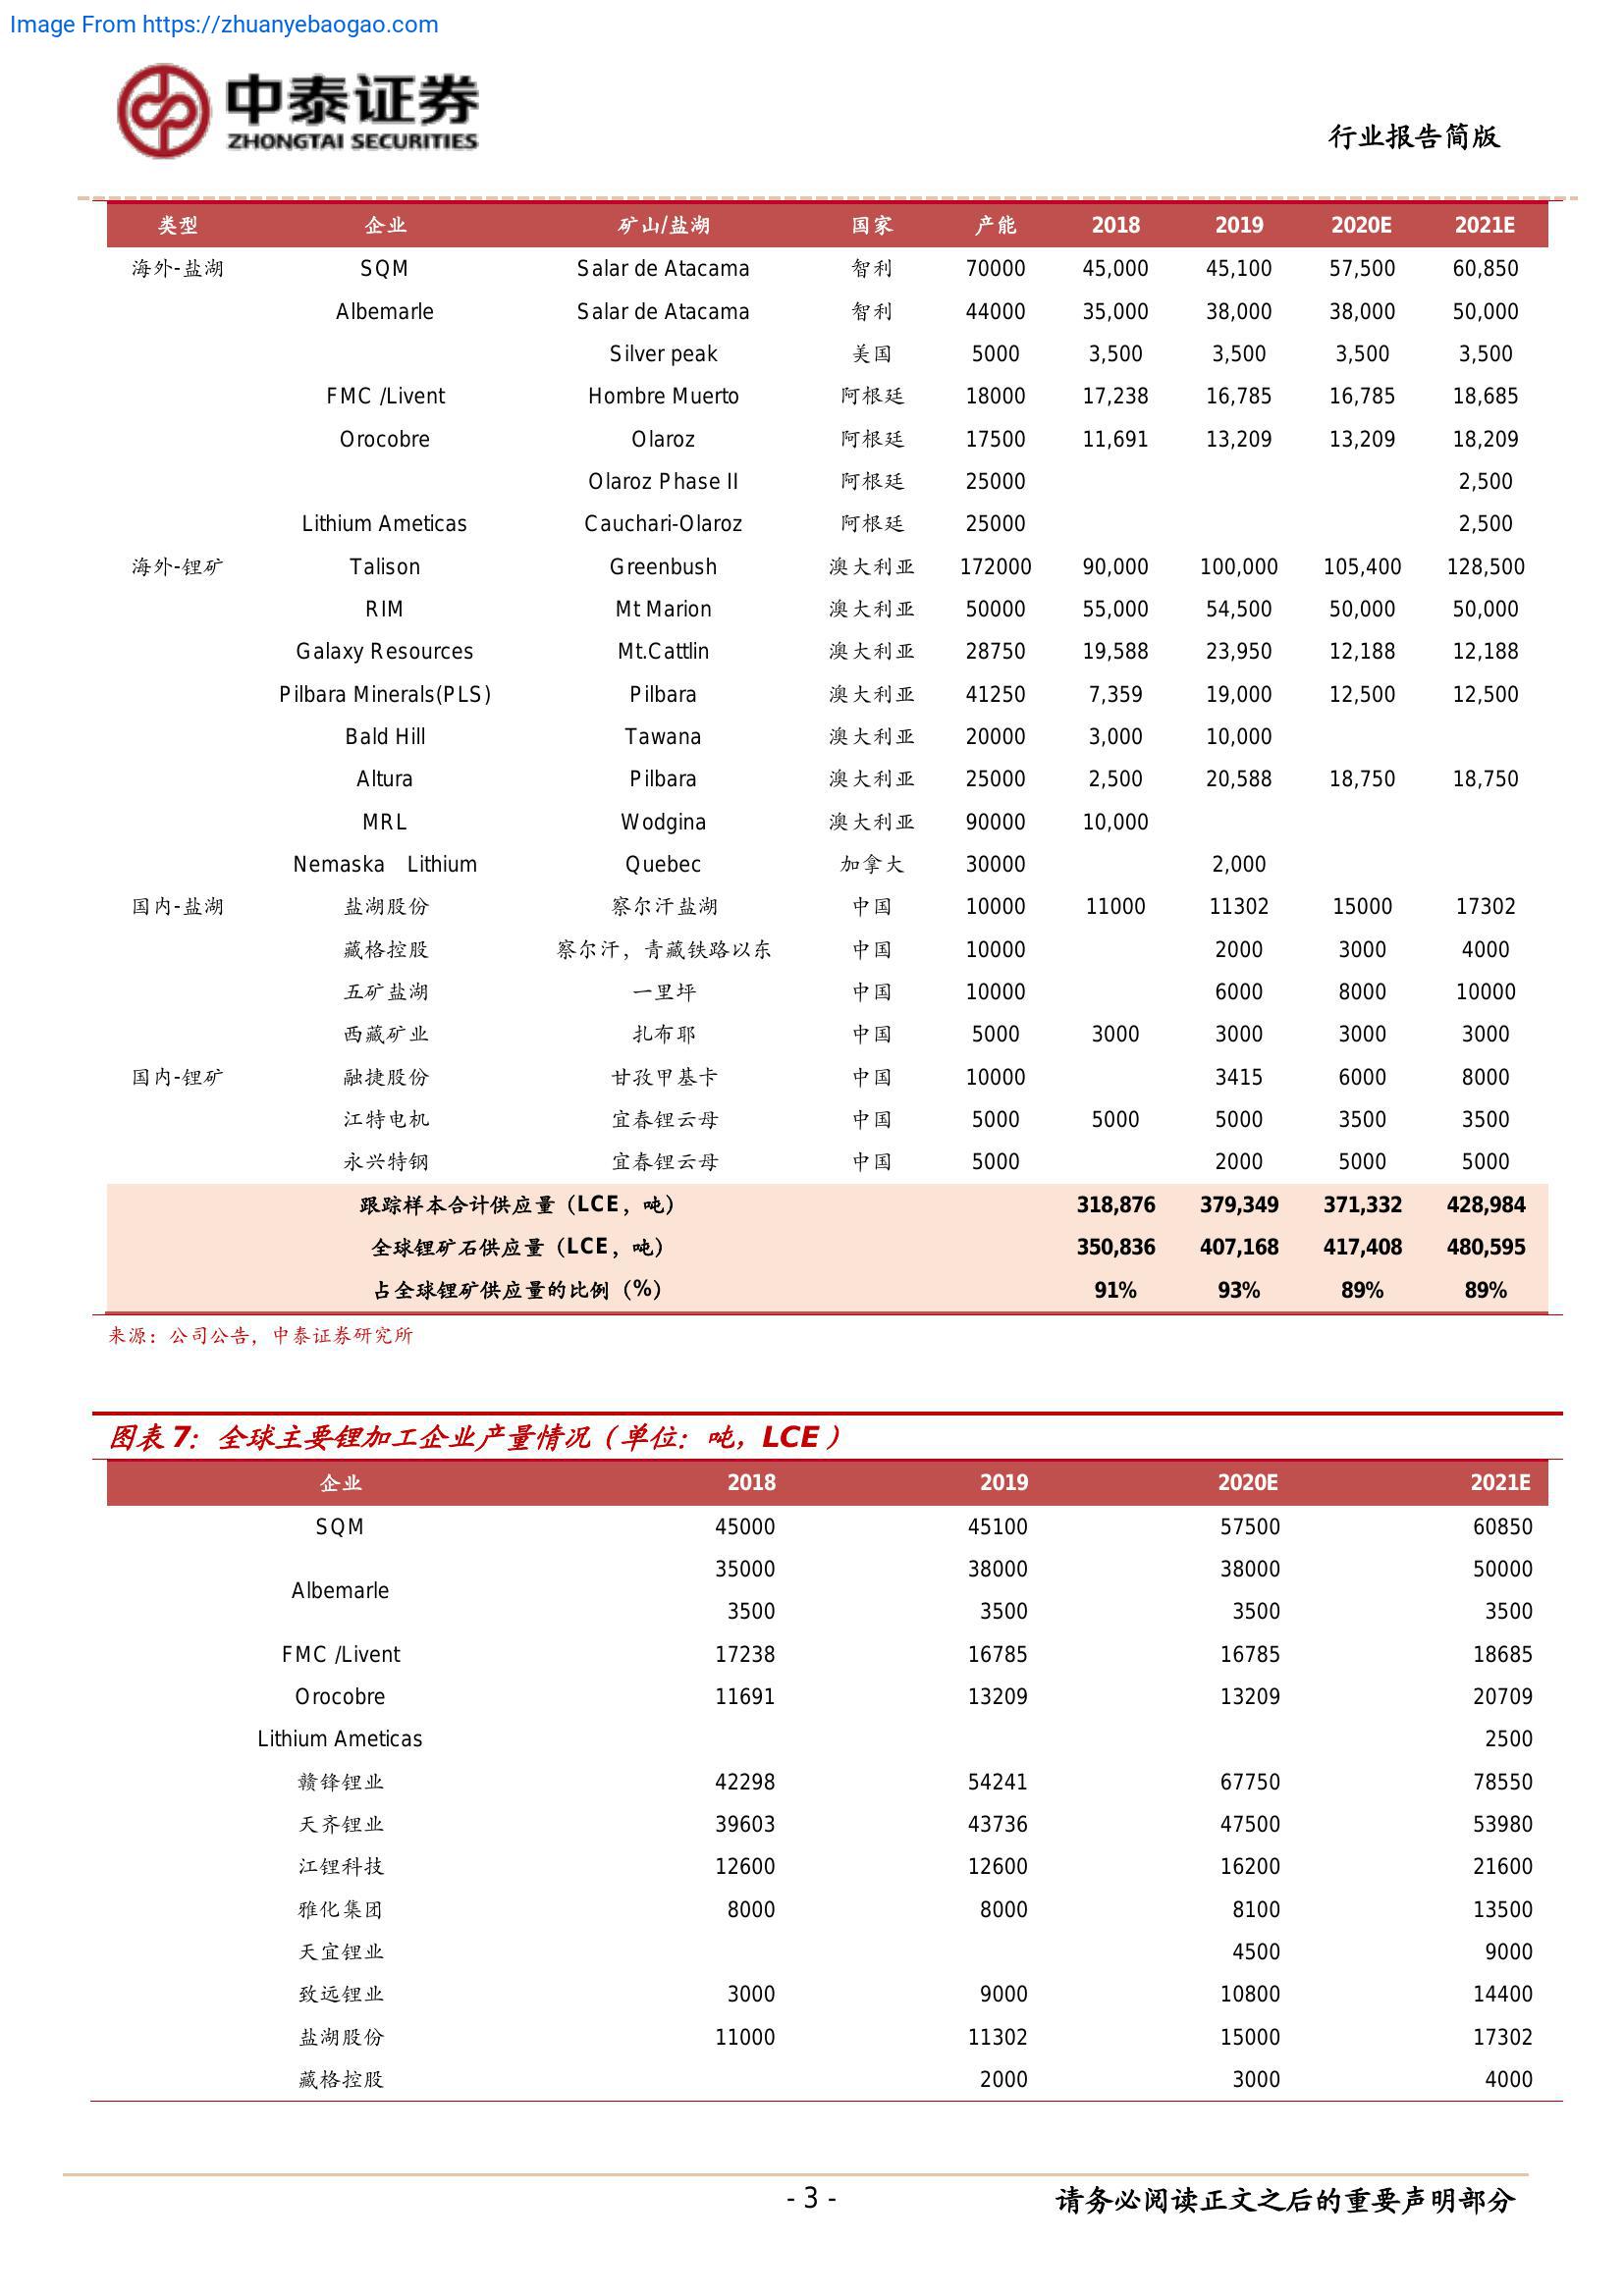 Image From https://zhuanyebaogao.com
中泰证券
ZHONGTAI SECURITIES
行业报告简版
类型 企业 矿山/盐湖 国家 产能 2018 2019 2020E 2021E
海外-盐湖 SQM Salar de Atacama 智利 70000 45,000 45,100 57,500 60,850
Albemarle Salar de Atacama 智利 44000 35,000 38,000 38,000 50,000
Silver peak 美国 5000 3,500 3,500 3,500 3,500
FMC /Livent Hombre Muerto 阿根廷 18000 17,238 16,785 16,785 18,685
Orocobre Olaroz 阿根廷 17500 11,691 13,209 13,209 18,209
Olaroz Phase II 阿根廷 25000 2,500
Lithium Ameticas Cauchari-Olaroz 阿根廷 25000 2,500
海外-锂矿 Talison Greenbush 澳大利亚 172000 90,000 100,000 105,400 128,500
RIM Mt Marion 澳大利亚 50000 55,000 54,500 50,000 50,000
Galaxy Resources Mt.Cattlin 澳大利亚 28750 19,588 23,950 12,188 12,188
Pilbara Minerals(PLS) Pilbara 澳大利亚 41250 7,359 19,000 12,500 12,500
Bald Hill Tawana 澳大利亚 20000 3,000 10,000
Altura Pilbara 澳大利亚 25000 2,500 20,588 18,750 18,750
MRL Wodgina 澳大利亚 90000 10,000
Nemaska Lithium Quebec 加拿大 30000 2,000
国内-盐湖 盐湖股份 察尔汗盐湖 中国 10000 11000 11302 15000 17302
藏格控股 察尔汗，青藏铁路以东 中国 10000 2000 3000 4000
五矿盐湖 一里坪 中国 10000 6000 8000 10000
西藏矿业 扎布耶 中国 5000 3000 3000 3000 3000
国内-锂矿 融捷股份 甘孜甲基卡 中国 10000 3415 6000 8000
江特电机 宜春锂云母 中国 5000 5000 5000 3500 3500
永兴特钢 宜春锂云母 中国 5000 2000 5000 5000
跟踪样本合计供应量（LCE，吨） 318,876 379,349 371,332 428,984
全球锂矿石供应量（LCE，吨） 350,836 407,168 417,408 480,595
占全球锂矿供应量的比例（%） 91% 93% 89% 89%
来源：公司公告，中泰证券研究所
图表 7：全球主要锂加工企业产量情况（单位：吨，LCE）
企业 2018 2019 2020E 2021E
SQM 45000 45100 57500 60850
Albemarle 35000 38000 38000 50000
3500 3500 3500 3500
FMC /Livent 17238 16785 16785 18685
Orocobre 11691 13209 13209 20709
Lithium Ameticas 2500
赣锋锂业 42298 54241 67750 78550
天齐锂业 39603 43736 47500 53980
江锂科技 12600 12600 16200 21600
雅化集团 8000 8000 8100 13500
天宜锂业 4500 9000
致远锂业 3000 9000 10800 14400
盐湖股份 11000 11302 15000 17302
藏格控股 2000 3000 4000
- 3 - 请务必阅读正文之后的重要声明部分